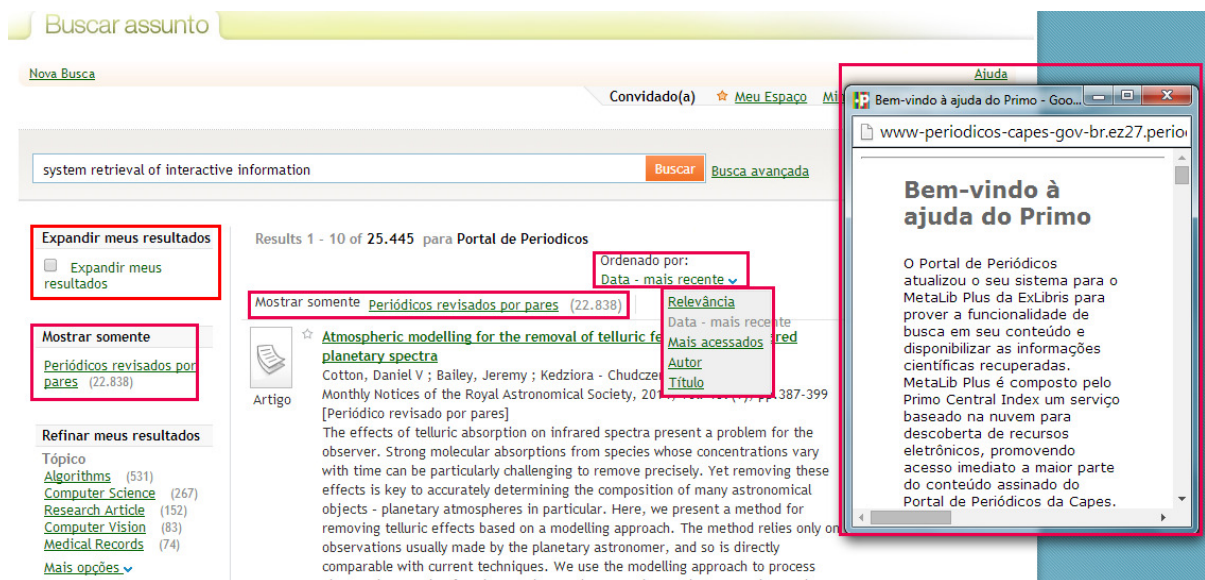 Buscar assunto
Nova Busca
Ajuda
Convidado(a) Meu Espaço
system retrieval of interactive information
Buscar
Busca avançada
Expandir meus resultados
Expandir meus
resultados
Mostrar somente
Periódicos revisados por
pares (22.838)
Refinar meus resultados
Tópico
Algorithms (531)
Computer Science (267)
Research Article (152)
Computer Vision (83)
Medical Records (74)
Mais opções
Results 1 - 10 of 25.445 para Portal de Periodicos
Ordenado por:
Data - mais recente
Mostrar somente Periódicos revisados por pares (22.838)
Relevância
Data - mais recente
Mais acessados
Autor
Título
Artigo
Atmospheric modelling for the removal of telluric
planetary spectra
Cotton, Daniel V ; Bailey, Jeremy ; Kedziora -
Monthly Notices of the Royal Astronomical Society, 387-399
[Periódico revisado por pares]
The effects of telluric absorption on infrared spectra present a problem for the
observer. Strong molecular absorptions from species whose concentrations vary
with time can be particularly challenging to remove precisely. Yet removing these
effects is key to accurately determining the composition of many astronomical
objects - planetary atmospheres in particular. Here, we present a method for
removing telluric effects based on a modelling approach. The method relies only on
observations usually made by the planetary astronomer, and so is directly
comparable with current techniques. We use the modelling approach to process
Bem-vindo à ajuda do Primo - Goo...
www-periodicos-capes-gov-br.ez27.perio
Bem-vindo à
ajuda do Primo
O Portal de Periódicos
atualizou o seu sistema para o
MetaLib Plus da ExLibris para
prover a funcionalidade de
busca em seu conteúdo e
disponibilizar as informações
científicas recuperadas.
MetaLib Plus é composto pelo
Primo Central Index um serviço
baseado na nuvem para
descoberta de recursos
eletrônicos, promovendo
acesso imediato a maior parte
do conteúdo assinado do
Portal de Periódicos da Capes.